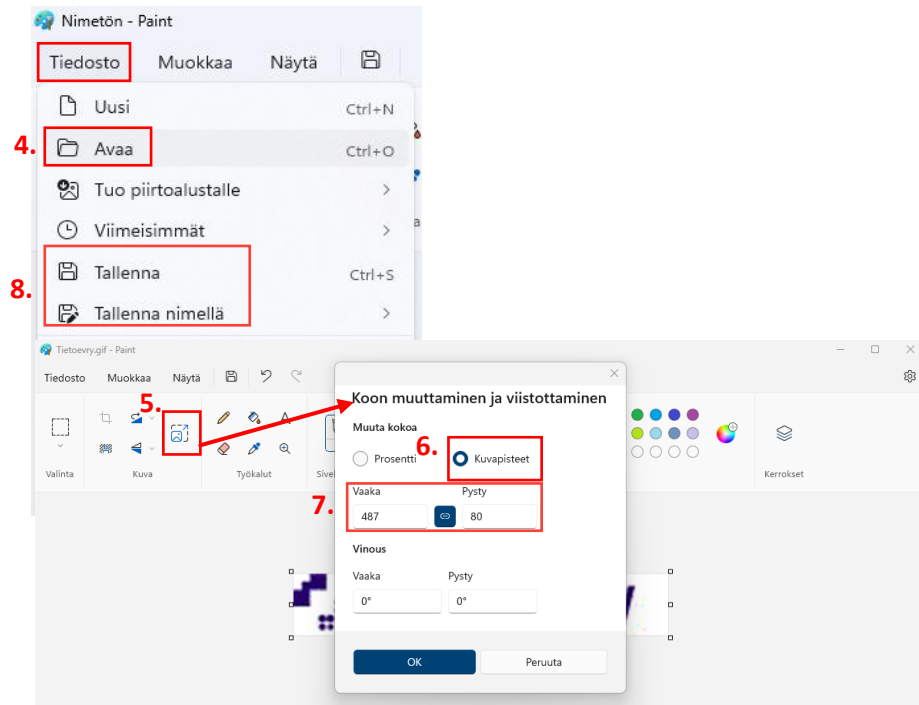 Nimetön - Paint
Tiedosto Muokkaa Näytä
Uusi Ctrl+N
4. Avaa Ctrl+O
Tuo piirtoalustalle
Viimeisimmät
8. Tallenna Ctrl+S
Tallenna nimellä
Tietoevry.gif - Paint
Tiedosto Muokkaa Näytä
5.
Valinta Kuva Työkalut
Kerrokset
Koon muuttaminen ja viistottaminen
Muuta kokoa
6.
Prosentti Kuvapisteet
7. Vaaka Pysty
487 80
Vinous
Vaaka Pysty
0° 0°
OK Peruuta